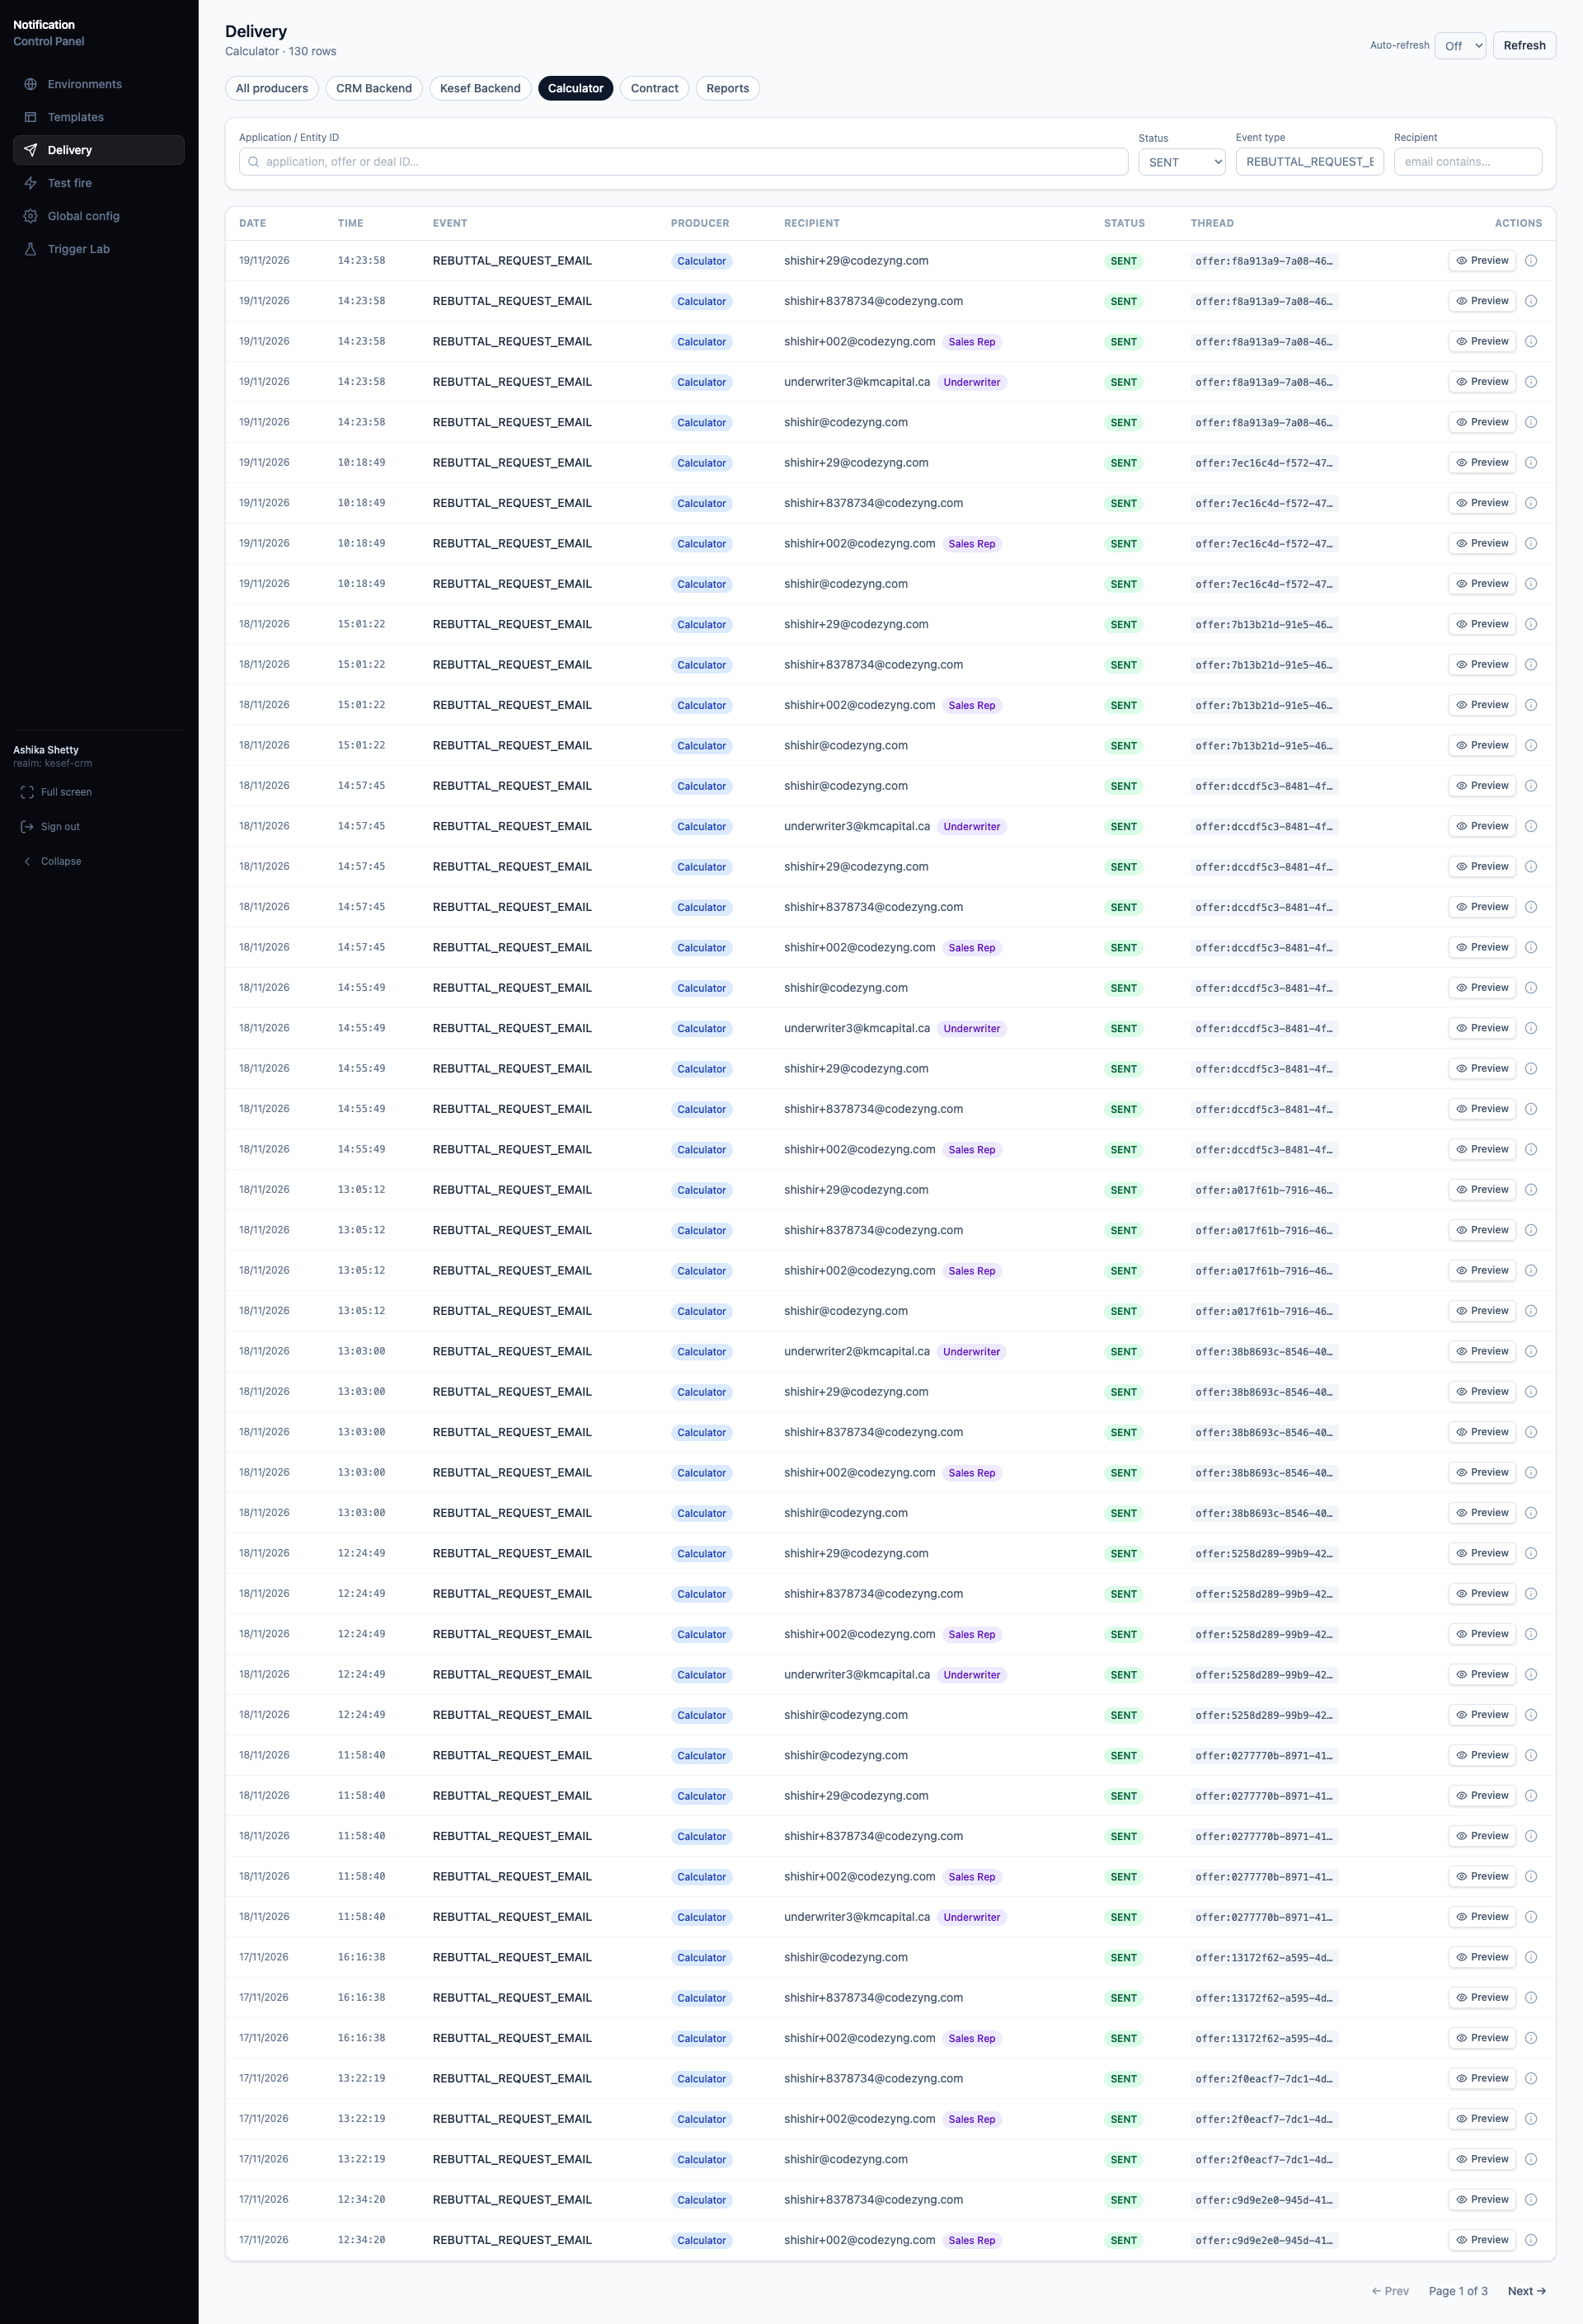 Notification
Control Panel
Environments
Templates
Delivery
Test fire
Global config
Trigger Lab
Ashika Shetty
realm: kesef-crm
Full screen
Sign out
Collapse
Delivery
Calculator · 130 rows
Auto-refresh Off Refresh
All producers CRM Backend Kesef Backend Calculator Contract Reports
Application / Entity ID Status Event type Recipient
application, offer or deal ID... SENT REBUTTAL_REQUEST_E email contains...
DATE TIME EVENT PRODUCER RECIPIENT STATUS THREAD ACTIONS
19/11/2026 14:23:58 REBUTTAL_REQUEST_EMAIL Calculator shishir+29@codezyng.com SENT offer:f8a913a9-7a08-46… Preview
19/11/2026 14:23:58 REBUTTAL_REQUEST_EMAIL Calculator shishir+8378734@codezyng.com SENT offer:f8a913a9-7a08-46… Preview
19/11/2026 14:23:58 REBUTTAL_REQUEST_EMAIL Calculator shishir+002@codezyng.com Sales Rep SENT offer:f8a913a9-7a08-46… Preview
19/11/2026 14:23:58 REBUTTAL_REQUEST_EMAIL Calculator underwriter3@kmcapital.ca Underwriter SENT offer:f8a913a9-7a08-46… Preview
19/11/2026 14:23:58 REBUTTAL_REQUEST_EMAIL Calculator shishir@codezyng.com SENT offer:f8a913a9-7a08-46… Preview
19/11/2026 10:18:49 REBUTTAL_REQUEST_EMAIL Calculator shishir+29@codezyng.com SENT offer:7ec16c4d-f572-47… Preview
19/11/2026 10:18:49 REBUTTAL_REQUEST_EMAIL Calculator shishir+8378734@codezyng.com SENT offer:7ec16c4d-f572-47… Preview
19/11/2026 10:18:49 REBUTTAL_REQUEST_EMAIL Calculator shishir+002@codezyng.com Sales Rep SENT offer:7ec16c4d-f572-47… Preview
19/11/2026 10:18:49 REBUTTAL_REQUEST_EMAIL Calculator shishir@codezyng.com SENT offer:7ec16c4d-f572-47… Preview
18/11/2026 15:01:22 REBUTTAL_REQUEST_EMAIL Calculator shishir+29@codezyng.com SENT offer:7b13b21d-91e5-46… Preview
18/11/2026 15:01:22 REBUTTAL_REQUEST_EMAIL Calculator shishir+8378734@codezyng.com SENT offer:7b13b21d-91e5-46… Preview
18/11/2026 15:01:22 REBUTTAL_REQUEST_EMAIL Calculator shishir+002@codezyng.com Sales Rep SENT offer:7b13b21d-91e5-46… Preview
18/11/2026 15:01:22 REBUTTAL_REQUEST_EMAIL Calculator shishir@codezyng.com SENT offer:7b13b21d-91e5-46… Preview
18/11/2026 14:57:45 REBUTTAL_REQUEST_EMAIL Calculator shishir@codezyng.com SENT offer:dccdf5c3-8481-4f… Preview
18/11/2026 14:57:45 REBUTTAL_REQUEST_EMAIL Calculator underwriter3@kmcapital.ca Underwriter SENT offer:dccdf5c3-8481-4f… Preview
18/11/2026 14:57:45 REBUTTAL_REQUEST_EMAIL Calculator shishir+29@codezyng.com SENT offer:dccdf5c3-8481-4f… Preview
18/11/2026 14:57:45 REBUTTAL_REQUEST_EMAIL Calculator shishir+8378734@codezyng.com SENT offer:dccdf5c3-8481-4f… Preview
18/11/2026 14:57:45 REBUTTAL_REQUEST_EMAIL Calculator shishir+002@codezyng.com Sales Rep SENT offer:dccdf5c3-8481-4f… Preview
18/11/2026 14:55:49 REBUTTAL_REQUEST_EMAIL Calculator shishir@codezyng.com SENT offer:dccdf5c3-8481-4f… Preview
18/11/2026 14:55:49 REBUTTAL_REQUEST_EMAIL Calculator underwriter3@kmcapital.ca Underwriter SENT offer:dccdf5c3-8481-4f… Preview
18/11/2026 14:55:49 REBUTTAL_REQUEST_EMAIL Calculator shishir+29@codezyng.com SENT offer:dccdf5c3-8481-4f… Preview
18/11/2026 14:55:49 REBUTTAL_REQUEST_EMAIL Calculator shishir+8378734@codezyng.com SENT offer:dccdf5c3-8481-4f… Preview
18/11/2026 14:55:49 REBUTTAL_REQUEST_EMAIL Calculator shishir+002@codezyng.com Sales Rep SENT offer:dccdf5c3-8481-4f… Preview
18/11/2026 13:05:12 REBUTTAL_REQUEST_EMAIL Calculator shishir+29@codezyng.com SENT offer:a017f61b-7916-46… Preview
18/11/2026 13:05:12 REBUTTAL_REQUEST_EMAIL Calculator shishir+8378734@codezyng.com SENT offer:a017f61b-7916-46… Preview
18/11/2026 13:05:12 REBUTTAL_REQUEST_EMAIL Calculator shishir+002@codezyng.com Sales Rep SENT offer:a017f61b-7916-46… Preview
18/11/2026 13:05:12 REBUTTAL_REQUEST_EMAIL Calculator shishir@codezyng.com SENT offer:a017f61b-7916-46… Preview
18/11/2026 13:03:00 REBUTTAL_REQUEST_EMAIL Calculator underwriter2@kmcapital.ca Underwriter SENT offer:38b8693c-8546-40… Preview
18/11/2026 13:03:00 REBUTTAL_REQUEST_EMAIL Calculator shishir+29@codezyng.com SENT offer:38b8693c-8546-40… Preview
18/11/2026 13:03:00 REBUTTAL_REQUEST_EMAIL Calculator shishir+8378734@codezyng.com SENT offer:38b8693c-8546-40… Preview
18/11/2026 13:03:00 REBUTTAL_REQUEST_EMAIL Calculator shishir+002@codezyng.com Sales Rep SENT offer:38b8693c-8546-40… Preview
18/11/2026 13:03:00 REBUTTAL_REQUEST_EMAIL Calculator shishir@codezyng.com SENT offer:38b8693c-8546-40… Preview
18/11/2026 12:24:49 REBUTTAL_REQUEST_EMAIL Calculator shishir+29@codezyng.com SENT offer:5258d289-99b9-42… Preview
18/11/2026 12:24:49 REBUTTAL_REQUEST_EMAIL Calculator shishir+8378734@codezyng.com SENT offer:5258d289-99b9-42… Preview
18/11/2026 12:24:49 REBUTTAL_REQUEST_EMAIL Calculator shishir+002@codezyng.com Sales Rep SENT offer:5258d289-99b9-42… Preview
18/11/2026 12:24:49 REBUTTAL_REQUEST_EMAIL Calculator underwriter3@kmcapital.ca Underwriter SENT offer:5258d289-99b9-42… Preview
18/11/2026 12:24:49 REBUTTAL_REQUEST_EMAIL Calculator shishir@codezyng.com SENT offer:5258d289-99b9-42… Preview
18/11/2026 11:58:40 REBUTTAL_REQUEST_EMAIL Calculator shishir@codezyng.com SENT offer:0277770b-8971-41… Preview
18/11/2026 11:58:40 REBUTTAL_REQUEST_EMAIL Calculator shishir+29@codezyng.com SENT offer:0277770b-8971-41… Preview
18/11/2026 11:58:40 REBUTTAL_REQUEST_EMAIL Calculator shishir+8378734@codezyng.com SENT offer:0277770b-8971-41… Preview
18/11/2026 11:58:40 REBUTTAL_REQUEST_EMAIL Calculator shishir+002@codezyng.com Sales Rep SENT offer:0277770b-8971-41… Preview
18/11/2026 11:58:40 REBUTTAL_REQUEST_EMAIL Calculator underwriter3@kmcapital.ca Underwriter SENT offer:0277770b-8971-41… Preview
17/11/2026 16:16:38 REBUTTAL_REQUEST_EMAIL Calculator shishir@codezyng.com SENT offer:13172f62-a595-4d… Preview
17/11/2026 16:16:38 REBUTTAL_REQUEST_EMAIL Calculator shishir+8378734@codezyng.com SENT offer:13172f62-a595-4d… Preview
17/11/2026 16:16:38 REBUTTAL_REQUEST_EMAIL Calculator shishir+002@codezyng.com Sales Rep SENT offer:13172f62-a595-4d… Preview
17/11/2026 13:22:19 REBUTTAL_REQUEST_EMAIL Calculator shishir+8378734@codezyng.com SENT offer:2f0eacf7-7dc1-4d… Preview
17/11/2026 13:22:19 REBUTTAL_REQUEST_EMAIL Calculator shishir+002@codezyng.com Sales Rep SENT offer:2f0eacf7-7dc1-4d… Preview
17/11/2026 13:22:19 REBUTTAL_REQUEST_EMAIL Calculator shishir@codezyng.com SENT offer:2f0eacf7-7dc1-4d… Preview
17/11/2026 12:34:20 REBUTTAL_REQUEST_EMAIL Calculator shishir+8378734@codezyng.com SENT offer:c9d9e2e0-945d-41… Preview
17/11/2026 12:34:20 REBUTTAL_REQUEST_EMAIL Calculator shishir+002@codezyng.com Sales Rep SENT offer:c9d9e2e0-945d-41… Preview
← Prev Page 1 of 3 Next →